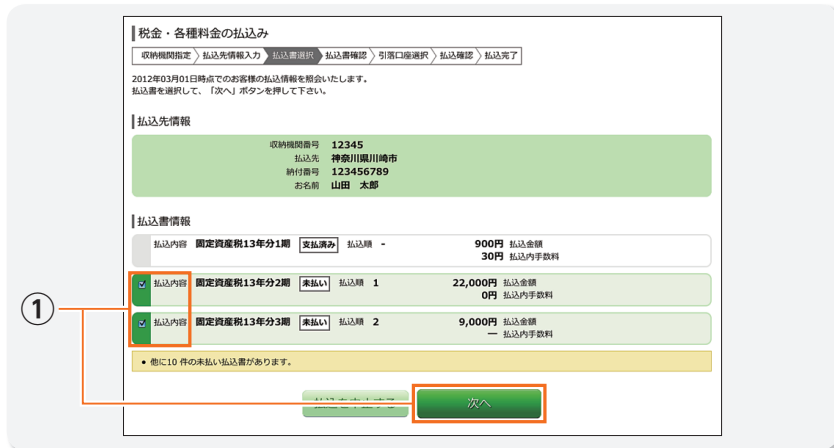 税金・各種料金の払込み
収納機関指定 払込先情報入力 払込書選択 払込書確認 引落口座選択 払込確認 払込完了
2012年03月01日時点でのお客様の払込情報を照会いたします。
払込書を選択して、「次へ」ボタンを押して下さい。
払込先情報
収納機関番号 12345
払込先 神奈川県川崎市
納付番号 123456789
お名前 山田 太郎
払込書情報
払込内容 固定資産税13年分1期 支払済み 払込順 - 900円 払込金額
30円 払込内手数料
払込内容 固定資産税13年分2期 未払い 払込順 1 22,000円 払込金額
0円 払込内手数料
①
払込内容 固定資産税13年分3期 未払い 払込順 2 9,000円 払込金額
― 払込内手数料
• 他に10 件の未払い払込書があります。
払込を中止する 次へ